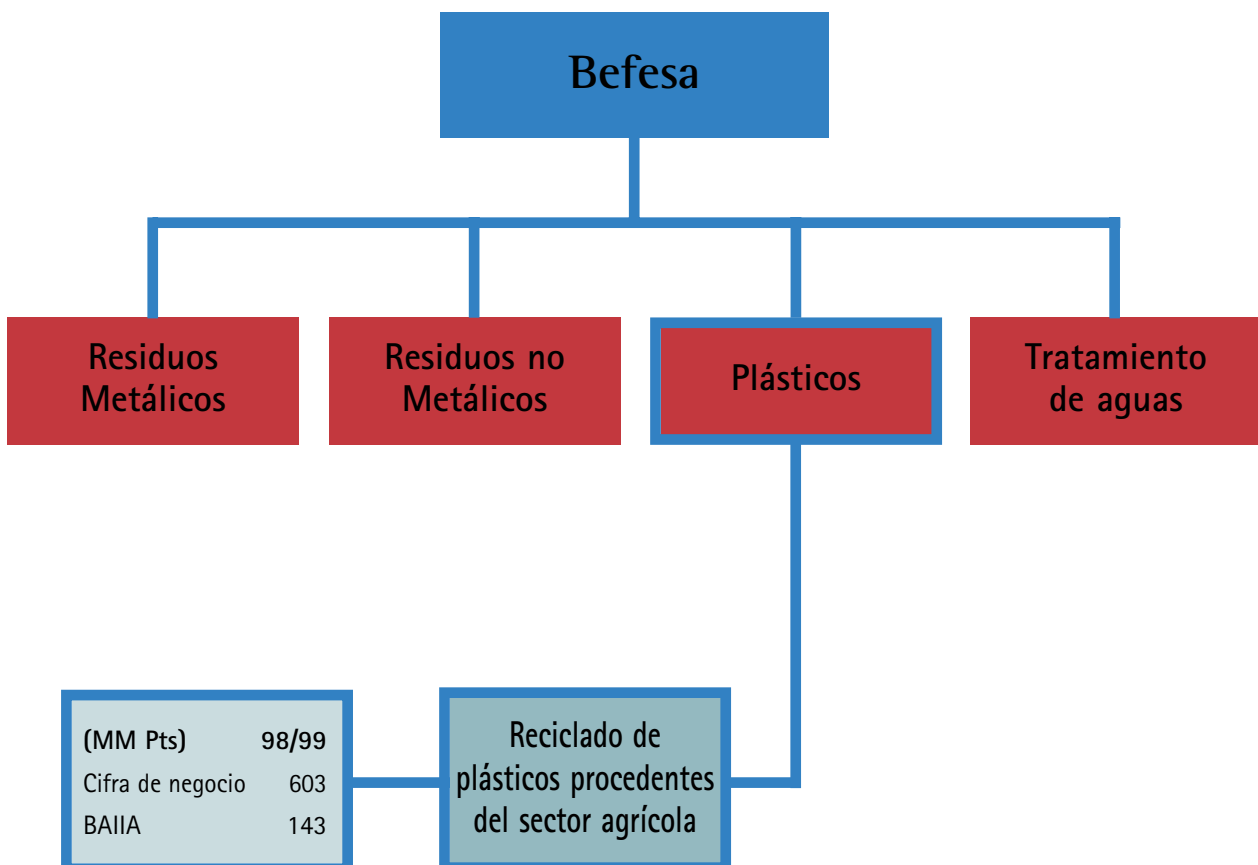 Befesa
Residuos
Metálicos
Residuos no
Metálicos
Plásticos
Tratamiento
de aguas
(MM Pts) 98/99
Cifra de negocio 603
BAIIA 143
Reciclado de
plásticos procedentes
del sector agrícola